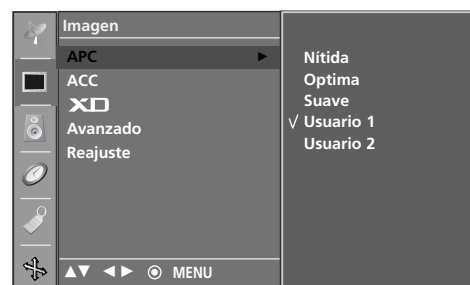 Imagen
APC
ACC
XD
Avanzado
Reajuste
MENU
Nítida
Optima
Suave
√ Usuario 1
Usuario 2